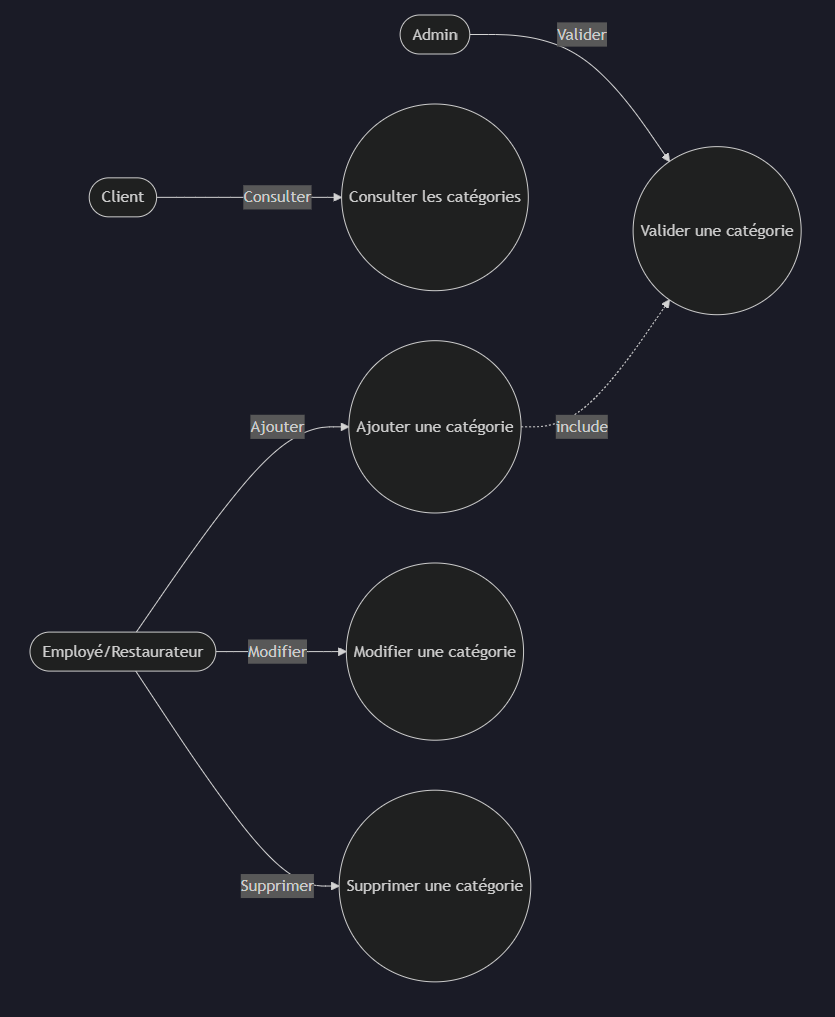 Admin
Valider
Client
Consulter
Consulter les catégories
Valider une catégorie
Ajouter
Ajouter une catégorie
include
Employé/Restaurateur
Modifier
Modifier une catégorie
Supprimer
Supprimer une catégorie